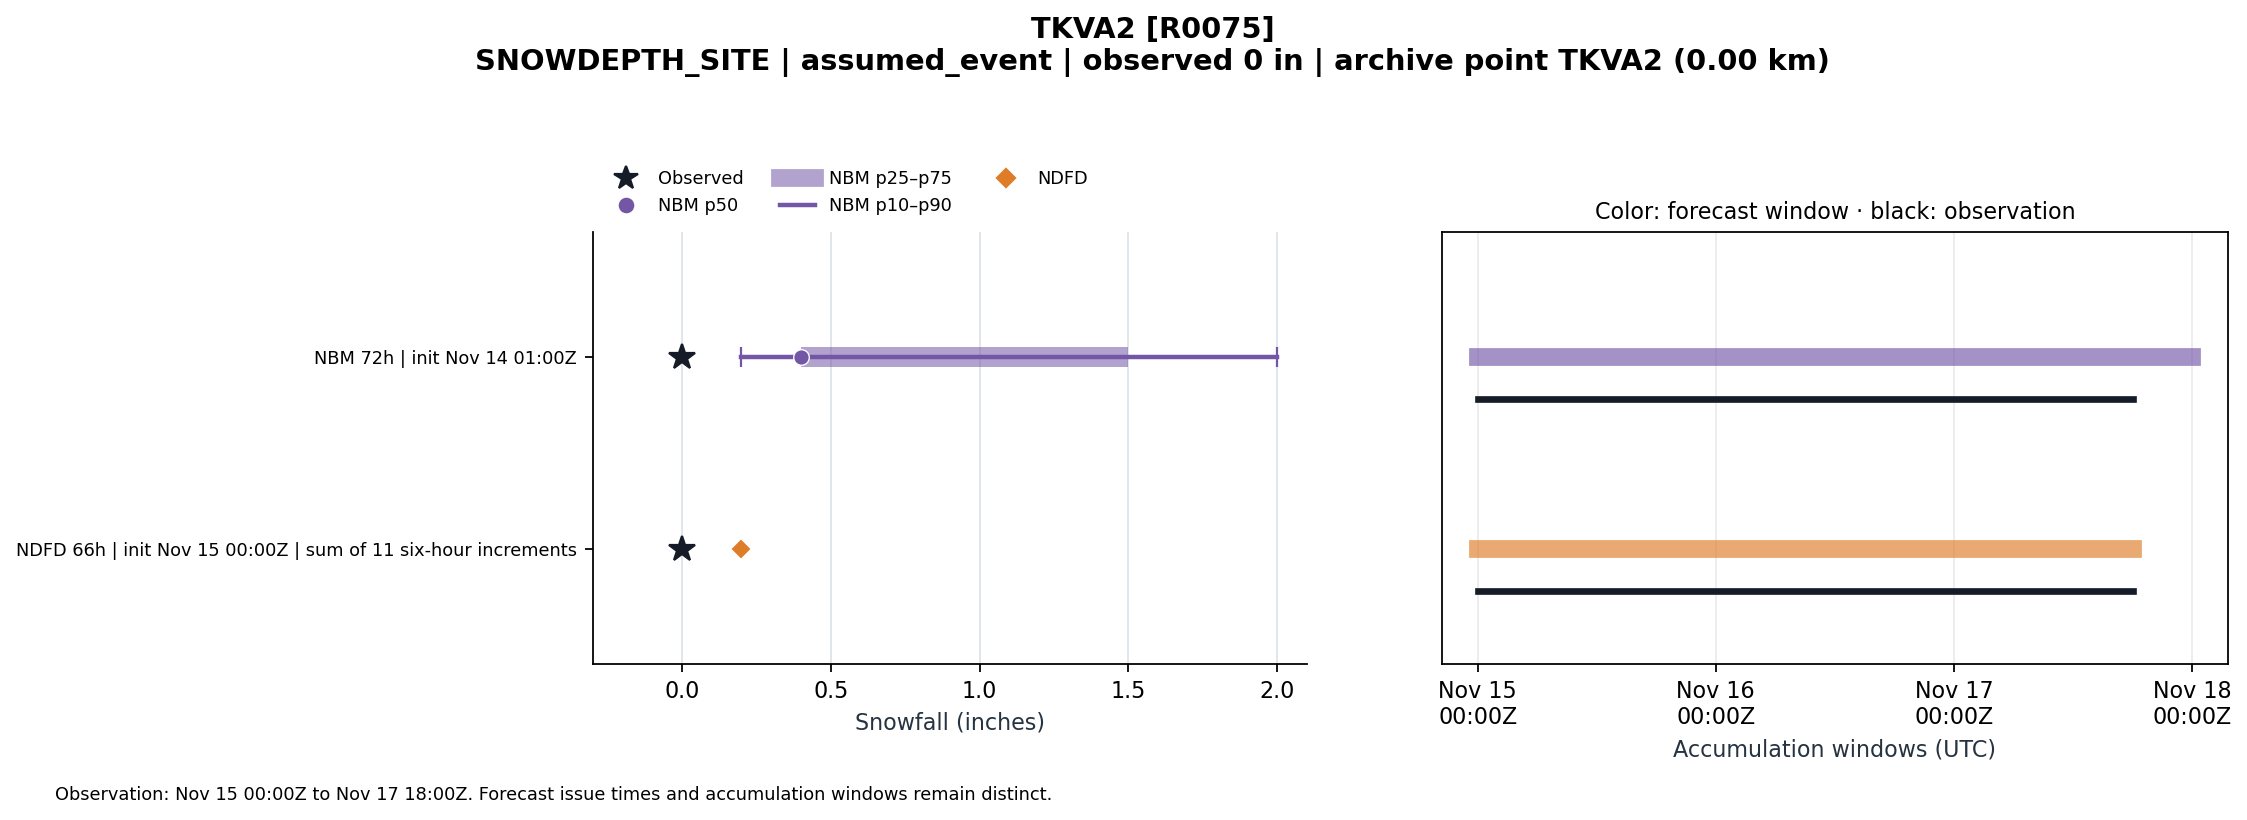 TKVA2 [R0075]
SNOWDEPTH_SITE | assumed_event | observed 0 in | archive point TKVA2 (0.00 km)
Observed
NBM p50
NBM p25–p75
NBM p10–p90
NDFD
Color: forecast window · black: observation
NBM 72h | init Nov 14 01:00Z
NDFD 66h | init Nov 15 00:00Z | sum of 11 six-hour increments
0.0 0.5 1.0 1.5 2.0
Snowfall (inches)
Nov 15 Nov 16 Nov 17 Nov 18
00:00Z 00:00Z 00:00Z 00:00Z
Accumulation windows (UTC)
Observation: Nov 15 00:00Z to Nov 17 18:00Z. Forecast issue times and accumulation windows remain distinct.